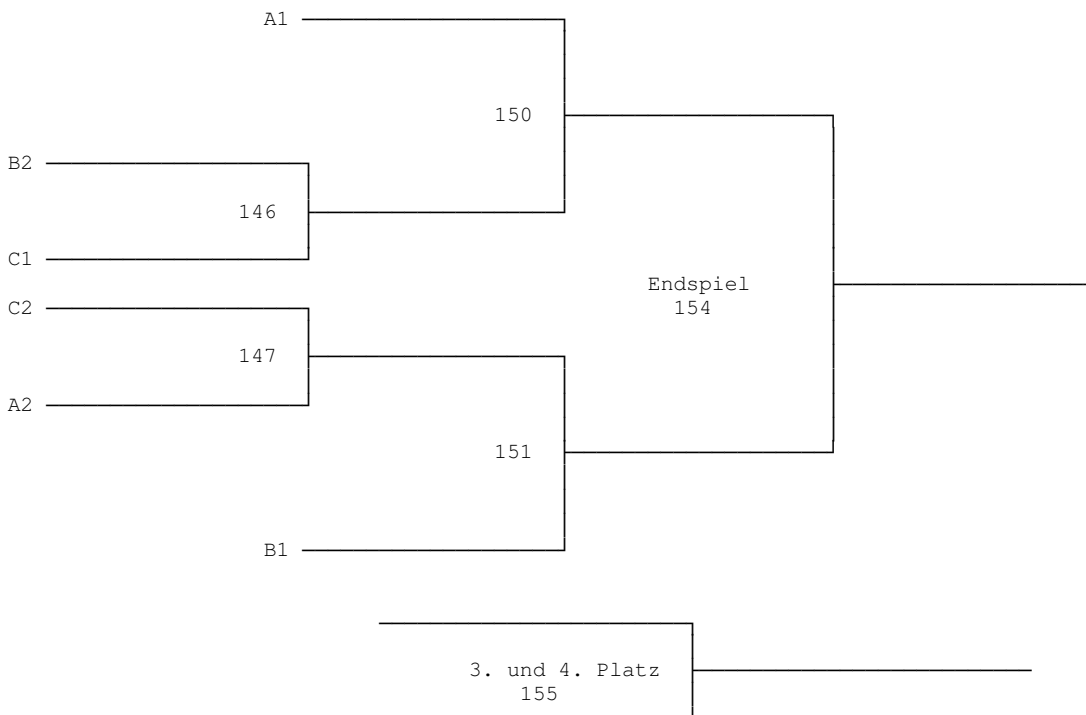 A1
150
B2
146
C1
Endspiel
C2
154
147
A2
151
B1
3. und 4. Platz
155